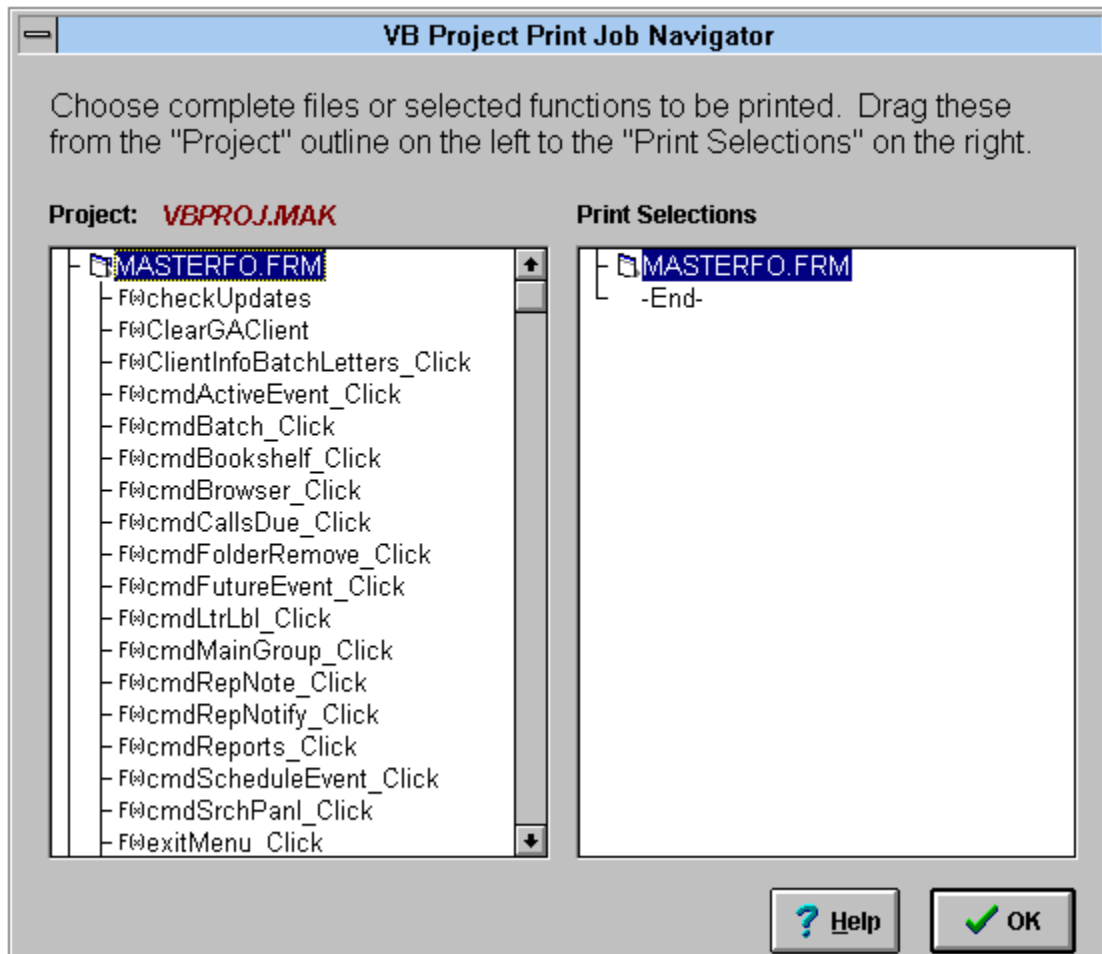 VB Project Print Job Navigator
Choose complete files or selected functions to be printed. Drag these
from the "Project" outline on the left to the "Print Selections" on the right.
Project: VBPROJ.MAK
Print Selections
MASTERFO.FRM
F(x)checkUpdates
F(x)ClearGAClient
F(x)ClientInfoBatchLetters_Click
F(x)cmdActiveEvent_Click
F(x)cmdBatch_Click
F(x)cmdBookshelf_Click
F(x)cmdBrowser_Click
F(x)cmdCallsDue_Click
F(x)cmdFolderRemove_Click
F(x)cmdFutureEvent_Click
F(x)cmdLtrLbl_Click
F(x)cmdMainGroup_Click
F(x)cmdRepNote_Click
F(x)cmdRepNotify_Click
F(x)cmdReports_Click
F(x)cmdScheduleEvent_Click
F(x)cmdSrchPanl_Click
F(x)exitMenu_Click
MASTERFO.FRM
-End-
? Help
OK